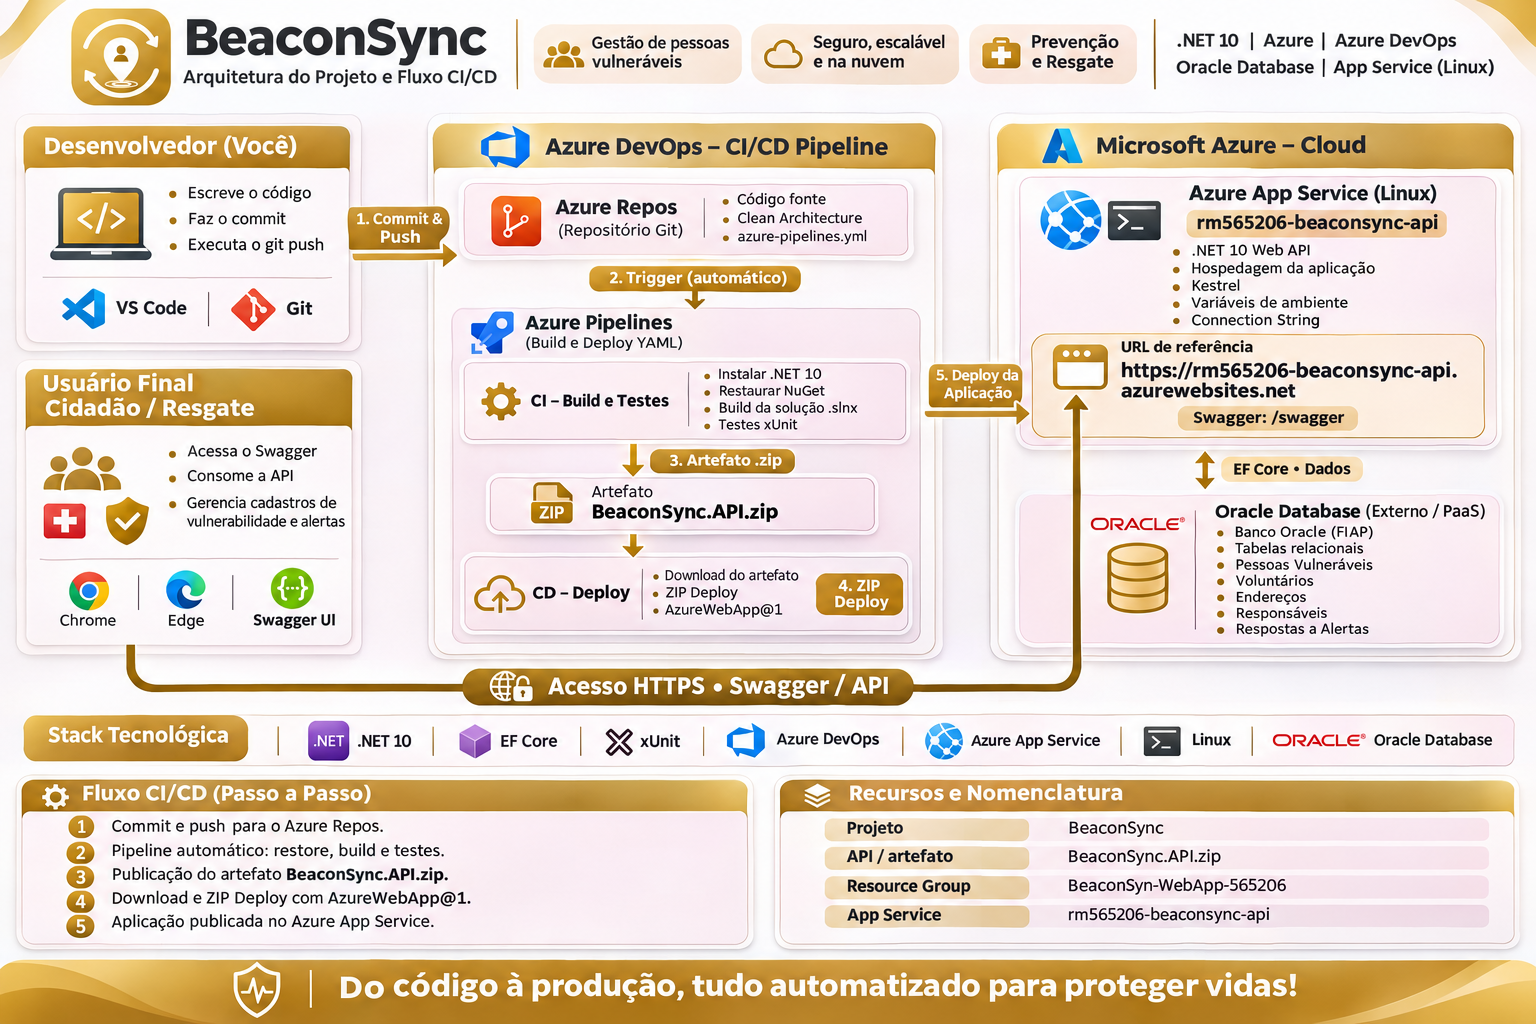 BeaconSync
Arquitetura do Projeto e Fluxo CI/CD
Gestão de pessoas
vulneráveis
Seguro, escalável
e na nuvem
Prevenção
e Resgate
.NET 10 | Azure | Azure DevOps
Oracle Database | App Service (Linux)
Desenvolvedor (Você)
</>
Escreve o código
Faz o commit
Executa o git push
VS Code
Git
1. Commit &
Push
Usuário Final
Cidadão / Resgate
Acessa o Swagger
Consome a API
Gerencia cadastros de
vulnerabilidade e alertas
Chrome
Edge
{···}
Swagger UI
Azure DevOps – CI/CD Pipeline
Azure Repos
(Repositório Git)
Código fonte
Clean Architecture
azure-pipelines.yml
2. Trigger (automático)
Azure Pipelines
(Build e Deploy YAML)
CI – Build e Testes
Instalar .NET 10
Restaurar NuGet
Build da solução .slnx
Testes xUnit
3. Artefato .zip
ZIP
Artefato
BeaconSync.API.zip
CD – Deploy
Download do artefato
ZIP Deploy
AzureWebApp@1
4. ZIP
Deploy
5. Deploy da
Aplicação
Microsoft Azure – Cloud
>_
Azure App Service (Linux)
rm565206-beaconsync-api
.NET 10 Web API
Hospedagem da aplicação
Kestrel
Variáveis de ambiente
Connection String
URL de referência
https://rm565206-beaconsync-api.
azurewebsites.net
Swagger: /swagger
EF Core • Dados
ORACLE®
Oracle Database (Externo / PaaS)
Banco Oracle (FIAP)
Tabelas relacionais
Pessoas Vulneráveis
Voluntários
Endereços
Responsáveis
Respostas a Alertas
Acesso HTTPS • Swagger / API
Stack Tecnológica
.NET
.NET 10
EF Core
xUnit
Azure DevOps
Azure App Service
>_
Linux
ORACLE®
Oracle Database
Fluxo CI/CD (Passo a Passo)
1 Commit e push para o Azure Repos.
2 Pipeline automático: restore, build e testes.
3 Publicação do artefato BeaconSync.API.zip.
4 Download e ZIP Deploy com AzureWebApp@1.
5 Aplicação publicada no Azure App Service.
Recursos e Nomenclatura
Projeto BeaconSync
API / artefato BeaconSync.API.zip
Resource Group BeaconSyn-WebApp-565206
App Service rm565206-beaconsync-api
Do código à produção, tudo automatizado para proteger vidas!